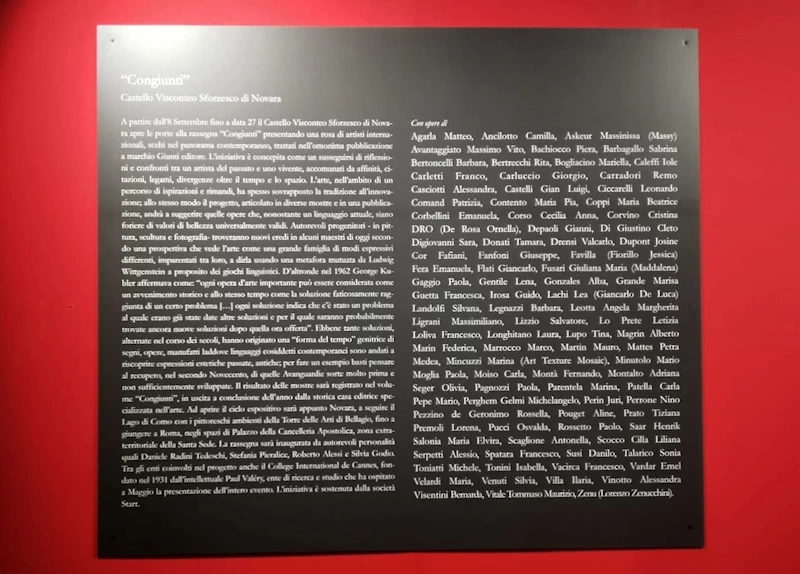 “Congiunti”
Castello Visconteo Sforzesco di Novara
A partire dall'8 Settembre fino a data 27 il Castello Visconteo Sforzesco di Nova-
ra apre le porte alla rassegna “Congiunti” presentando una rosa di artisti interna-
zionali, scelti nel panorama contemporaneo, trattati nell'omonima pubblicazione
a marchio Giunti editore. L'iniziativa è concepita come un susseguirsi di riflessio-
ni e confronti tra un artista del passato e uno vivente, accomunati da affinità, ci-
tazioni, legami, divergenze oltre il tempo e lo spazio. L'arte, nell'ambito di un
percorso di ispirazioni e rimandi, ha spesso sovrapposto la tradizione all'innova-
zione; allo stesso modo il progetto, articolato in diverse mostre e in una pubblica-
zione, andrà a suggerire quelle opere che, nonostante un linguaggio attuale, siano
foriere di valori di bellezza universalmente validi. Autorevoli progenitori - in pit-
tura, scultura e fotografia- troveranno nuovi credi in alcuni maestri di oggi secon-
do una prospettiva che vede l'arte come una grande famiglia di modi espressivi
differenti, imparentati tra loro, a dirla usando una metafora mutuata da Ludwig
Wittgenstein a proposito dei giochi linguistici. D'altronde nel 1962 George Ku-
bler affermava come: “ogni opera d'arte importante può essere considerata come
un avvenimento storico e allo stesso tempo come la soluzione faticosamente rag-
giunta di un certo problema [...] ogni soluzione indica che c'è stato un problema
al quale erano già state date altre soluzioni e per il quale saranno probabilmente
trovate ancora nuove soluzioni dopo quella ora offerta”. Ebbene tante soluzioni,
alternate nel corso dei secoli, hanno originato una “forma del tempo” genitrice di
segni, opere, manufatti laddove linguaggi cosiddetti contemporanei sono andati a
riscoprire espressioni estetiche passate, antiche; per fare un esempio basti pensare
al recupero, nel secondo Novecento, di quelle Avanguardie sorte molto prima e
non sufficientemente sviluppate. Il risultato delle mostre sarà registrato nel volu-
me “Congiunti”, in uscita a conclusione dell'anno dalla storica casa editrice spe-
cializzata nell'arte. Ad aprire il ciclo espositivo sarà appunto Novara, a seguire il
Lago di Como con i pittoreschi ambienti della Torre delle Arti di Bellagio, fino a
giungere a Roma, negli spazi di Palazzo della Cancelleria Apostolica, zona extra-
territoriale della Santa Sede. La rassegna sarà inaugurata da autorevoli personalità
quali Daniele Radini Tedeschi, Stefania Pieralice, Roberto Alessi e Silvia Godio.
Tra gli enti coinvolti nel progetto anche il College International de Cannes, fon-
dato nel 1931 dall'intellettuale Paul Valéry, ente di ricerca e studio che ha ospitato
a Maggio la presentazione dell'intero evento. L'iniziativa è sostenuta dalla società
Start.
Con opere di
Agarla Matteo, Ancilotto Camilla, Askeur Massinissa (Massy)
Avantaggiato Massimo Vito, Bachiocco Piera, Barbagallo Sabrina
Bertoncelli Barbara, Bertrecchi Rita, Bogliacino Mariella, Caleffi Iole
Carletti Franco, Carluccio Giorgio, Carradori Remo
Casciotti Alessandra, Castelli Gian Luigi, Ciccarelli Leonardo
Comand Patrizia, Contento Maria Pia, Coppi Maria Beatrice
Corbellini Emanuela, Corso Cecilia Anna, Corvino Cristina
DRO (De Rosa Ornella), Depaoli Gianni, Di Giustino Cleto
Digiovanni Sara, Donati Tamara, Drensi Valcarlo, Dupont Josine
Cor Fafiani, Fanfoni Giuseppe, Favilla (Fiorillo Jessica)
Fera Emanuela, Flati Giancarlo, Fusari Giuliana Maria (Maddalena)
Gaggio Paola, Gentile Lena, Gonzales Alba, Grande Marisa
Guetta Francesca, Irosa Guido, Lachi Lea (Giancarlo De Luca)
Landolfi Silvana, Legnazzi Barbara, Leotta Angela Margherita
Ligrani Massimiliano, Lizzio Salvatore, Lo Prete Letizia
Loliva Francesco, Longhitano Laura, Lupo Tina, Magrin Alberto
Marin Federica, Marrocco Marco, Martin Mauro, Mattes Petra
Medea, Mincuzzi Marina (Art Texture Mosaic), Minutolo Mario
Moglia Paola, Moiso Carla, Montà Fernando, Montalto Adriana
Seger Olivia, Pagnozzi Paola, Parentela Marina, Patella Carla
Pepe Mario, Perghem Gelmi Michelangelo, Perin Juri, Perrone Nino
Pezzino de Geronimo Rossella, Pouget Aline, Prato Tiziana
Premoli Lorena, Pucci Osvalda, Rossetto Paolo, Saar Henrik
Salonia Maria Elvira, Scaglione Antonella, Scocco Cilla Liliana
Serpetti Alessio, Spatara Francesco, Susi Danilo, Talarico Sonia
Toniatti Michele, Tonini Isabella, Vacirca Francesco, Vardar Emel
Velardi Maria, Venuti Silvia, Villa Ilaria, Vinotto Alessandra
Visentini Bernarda, Vitale Tommaso Maurizio, Zenu (Lorenzo Zenucchini).